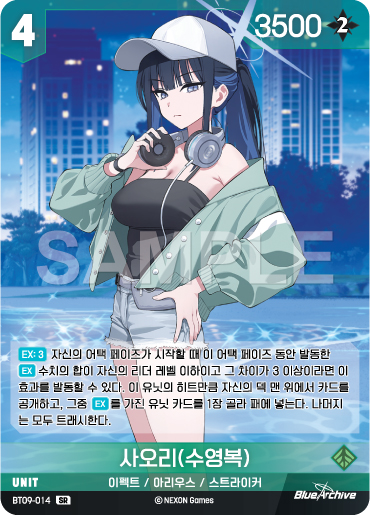 4
3500 2
SAMPLE
EX: 3 자신의 어택 페이즈가 시작할 때 이 어택 페이즈 동안 발동한
EX 수치의 합이 자신의 리더 레벨 이하이고 그 차이가 3 이상이라면 이
효과를 발동할 수 있다. 이 유닛의 히트만큼 자신의 덱 맨 위에서 카드를
공개하고, 그중 EX 를 가진 유닛 카드를 1장 골라 패에 넣는다. 나머지
는 모두 트래시한다.
사오리(수영복)
UNIT 이펙트 / 아리우스 / 스트라이커
BT09-014 SR © NEXON Games BlueArchive